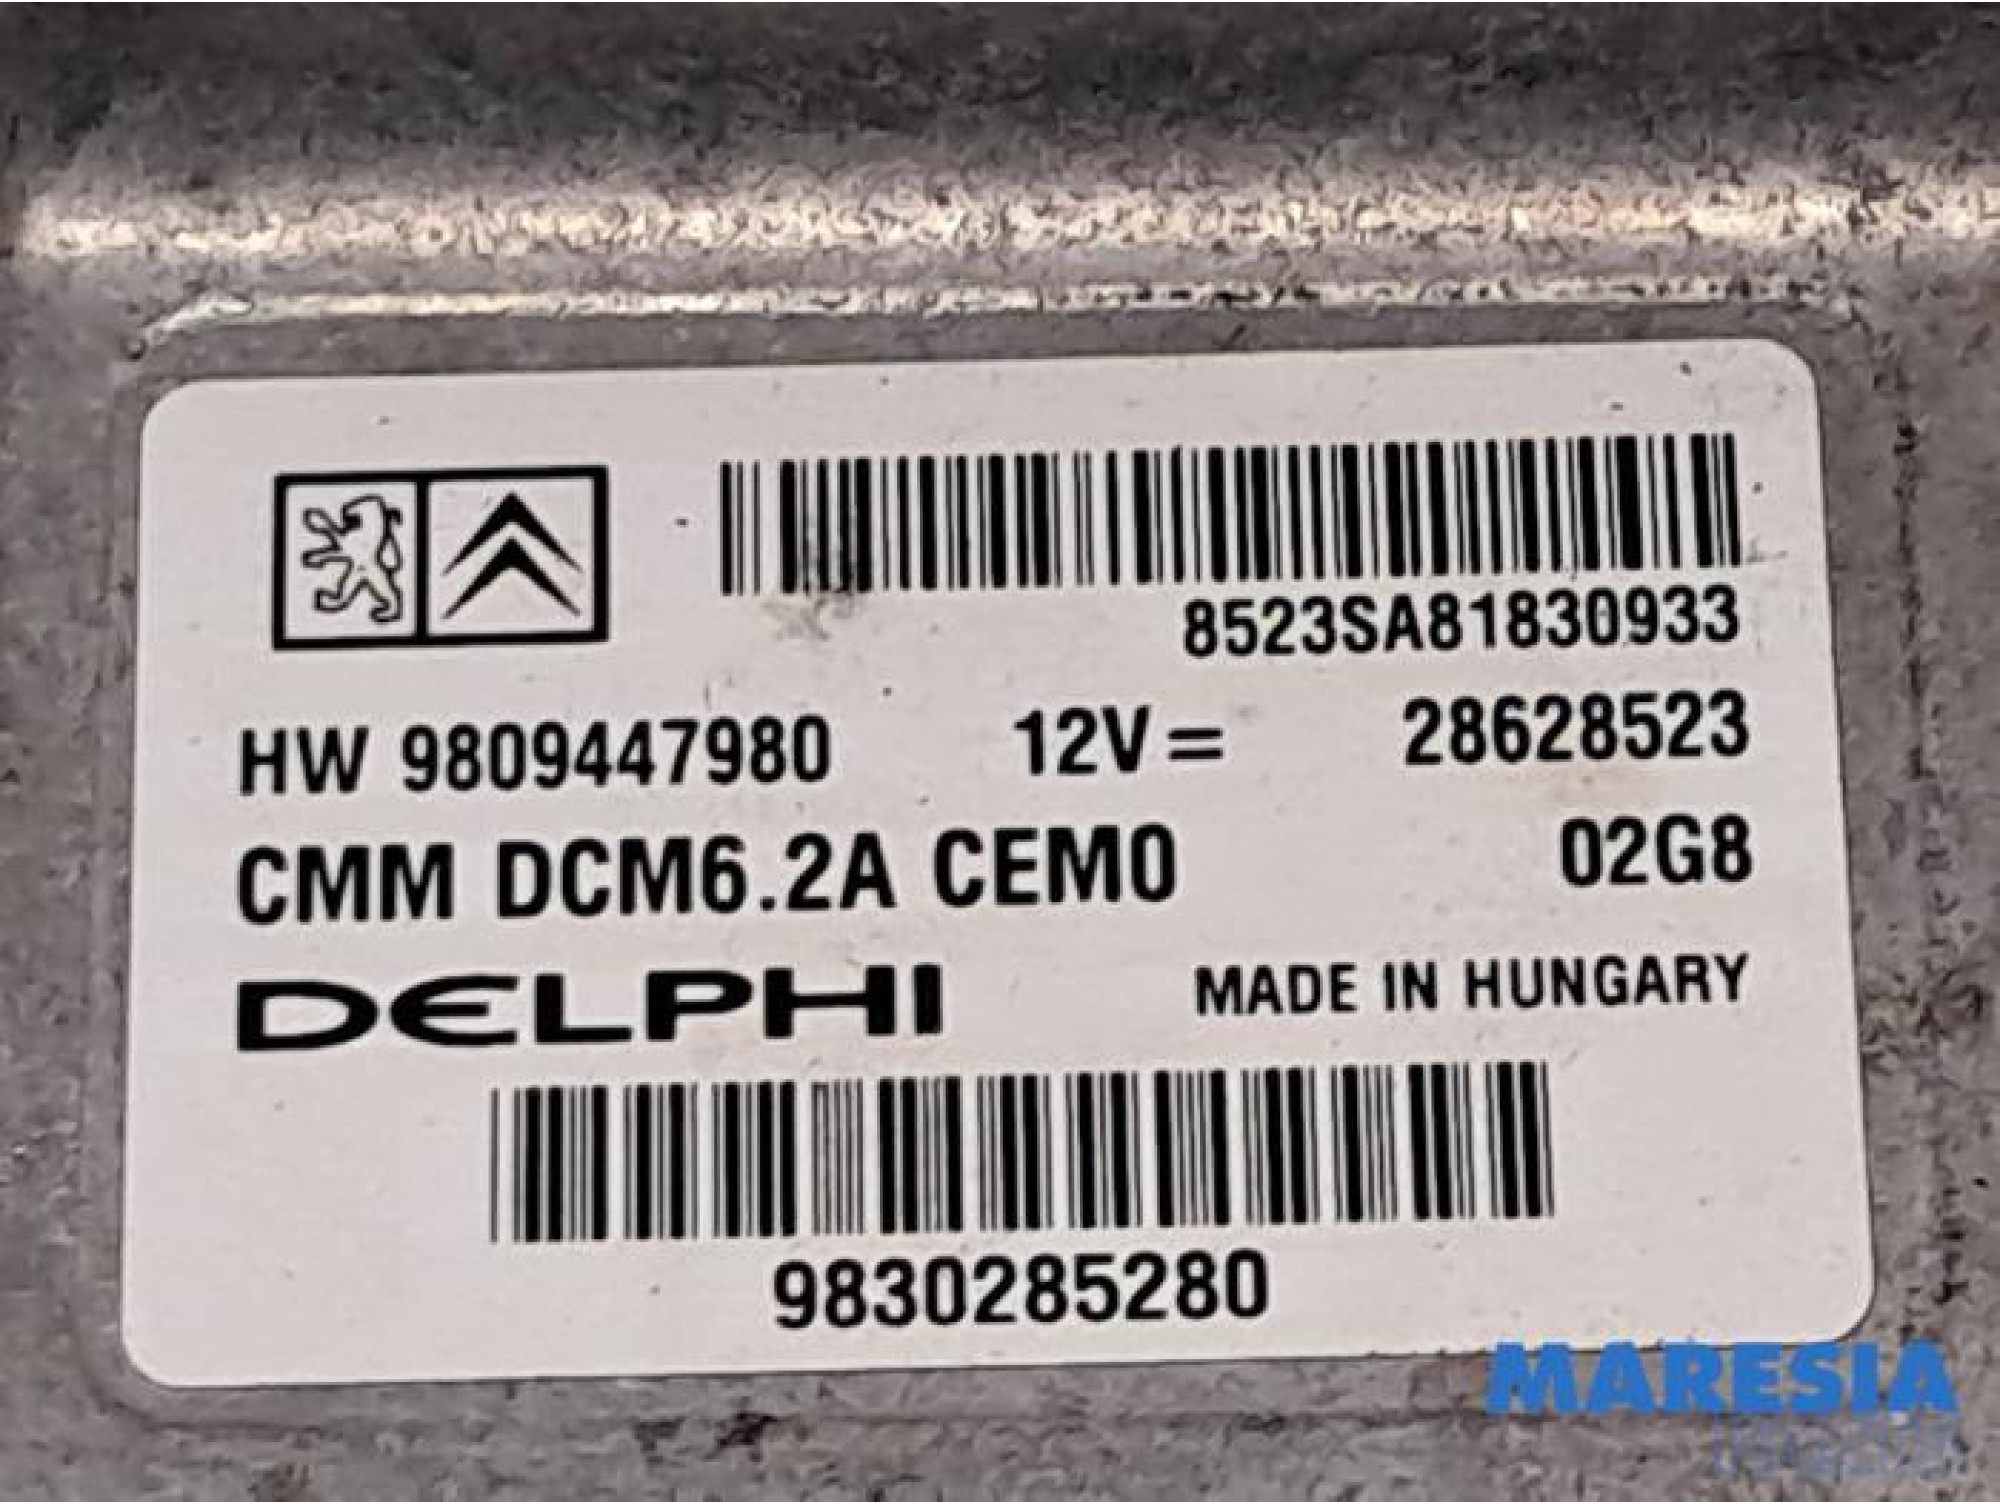 8523SA81830933
HW 9809447980 12V= 28628523
CMM DCM6.2A CEM0 02G8
DELPHI MADE IN HUNGARY
9830285280
MARESIA